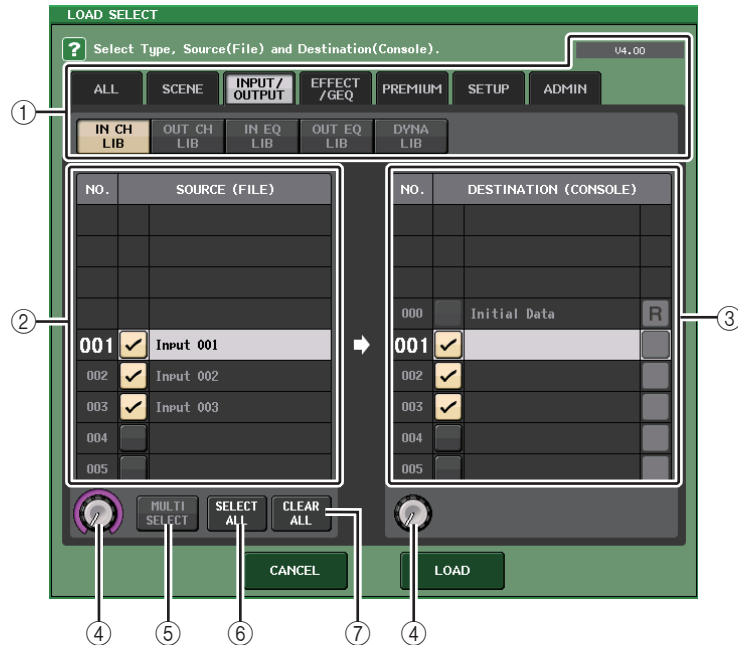 LOAD SELECT
? Select Type, Source(File) and Destination(Console).
V4.00
ALL
SCENE
INPUT/
OUTPUT
EFFECT
/GEQ
PREMIUM
SETUP
ADMIN
①
IN CH
LIB
OUT CH
LIB
IN EQ
LIB
OUT EQ
LIB
DYNA
LIB
NO.
SOURCE (FILE)
NO.
DESTINATION (CONSOLE)
②
000 Initial Data R
③
001 Input 001
001
002 Input 002
002
003 Input 003
003
004
004
005
005
MULTI
SELECT
SELECT
ALL
CLEAR
ALL
CANCEL
LOAD
④
⑤
⑥
⑦
④